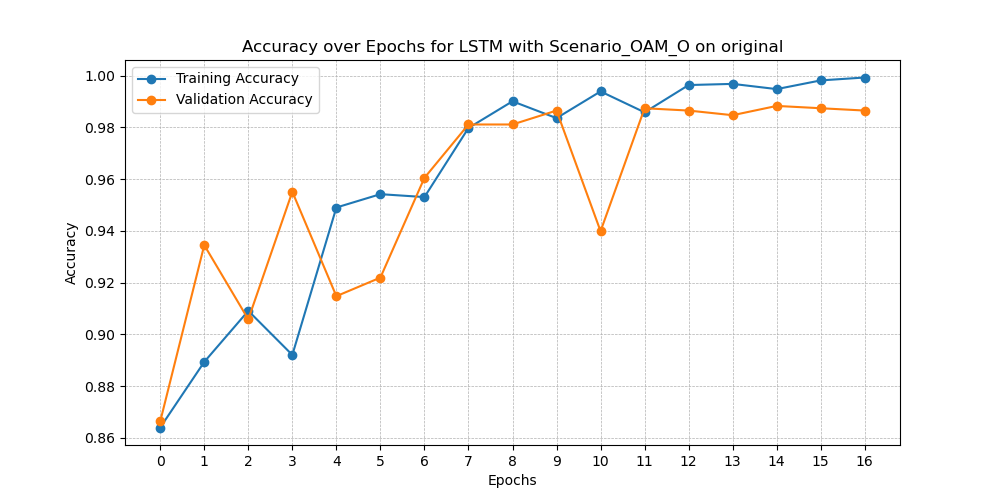 Accuracy over Epochs for LSTM with Scenario_OAM_O on original
Training Accuracy
Validation Accuracy
Accuracy
1.00
0.98
0.96
0.94
0.92
0.90
0.88
0.86
0 1 2 3 4 5 6 7 8 9 10 11 12 13 14 15 16
Epochs